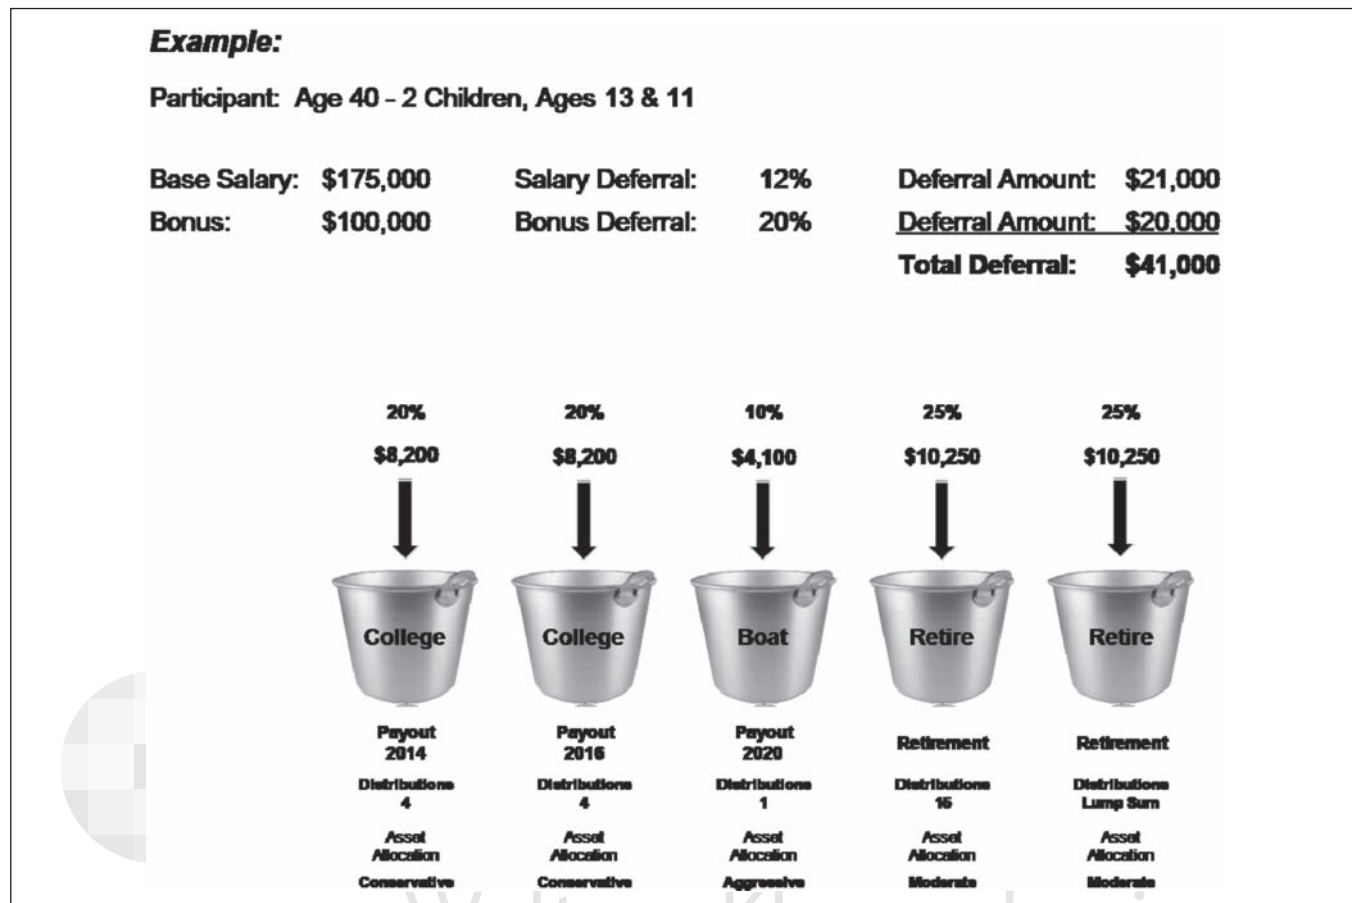 Example:
Participant: Age 40 - 2 Children, Ages 13 & 11
Base Salary: $175,000 Salary Deferral: 12% Deferral Amount: $21,000
Bonus: $100,000 Bonus Deferral: 20% Deferral Amount: $20,000
Total Deferral: $41,000
20% 20% 10% 25% 25%
$8,200 $8,200 $4,100 $10,250 $10,250
College College Boat Retire Retire
Payout Payout Payout Retirement Retirement
2014 2016 2020
Distributions Distributions Distributions Distributions Distributions
4 4 1 15 Lump Sum
Asset Asset Asset Asset Asset
Allocation Allocation Allocation Allocation Allocation
Conservative Conservative Aggressive Moderate Moderate